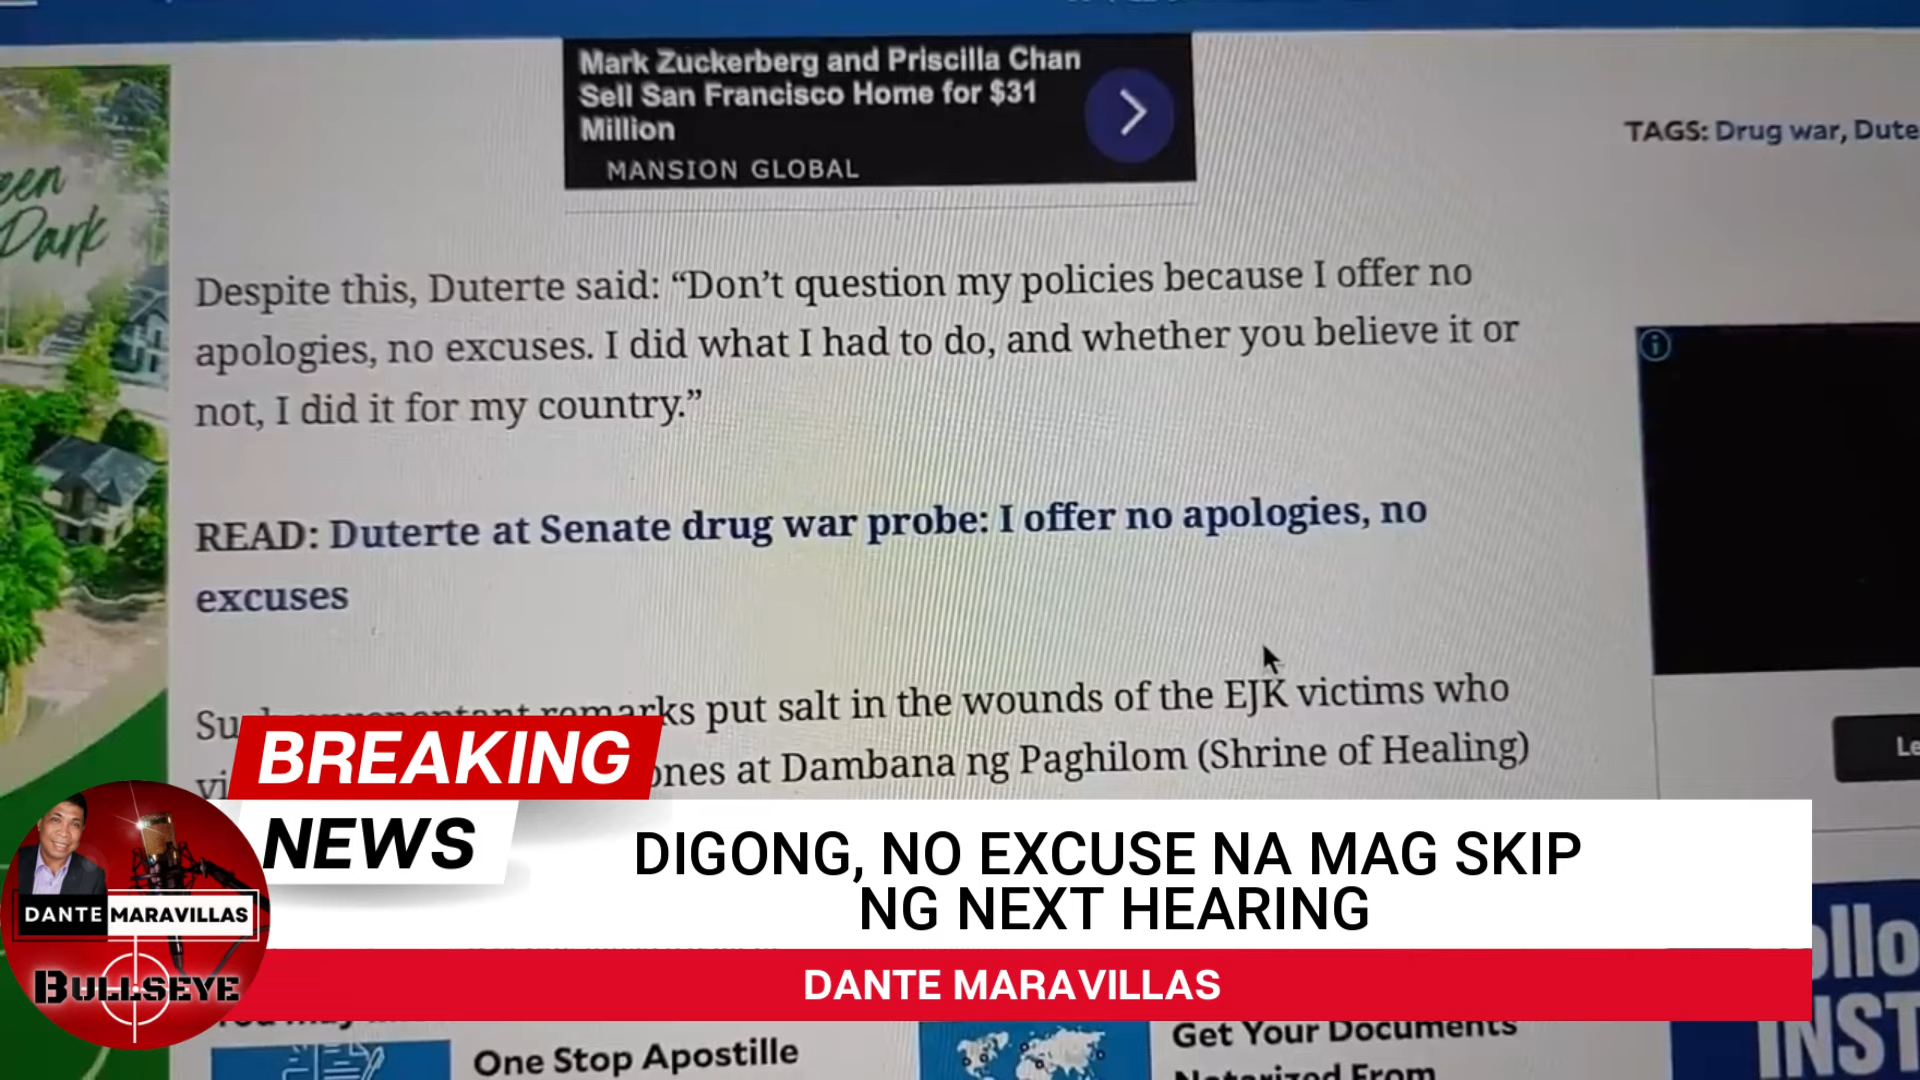 Mark Zuckerberg and Priscilla Chan
Sell San Francisco Home for $31
Million
MANSION GLOBAL
TAGS: Drug war,
Park
Despite this, Duterte said: “Don’t question my policies because I offer no
apologies, no excuses. I did what I had to do, and whether you believe it or
not, I did it for my country.”
READ: Duterte at Senate drug war probe: I offer no apologies, no
excuses
remarks put salt in the wounds of the EJK victims who
at Dambana ng Paghilom (Shrine of Healing)
BREAKING
NEWS
DIGONG, NO EXCUSE NA MAG SKIP
NG NEXT HEARING
DANTE MARAVILLAS
BULLSEYE
DANTE MARAVILLAS
One Stop Apostille
Get Your Documents
Notarized From